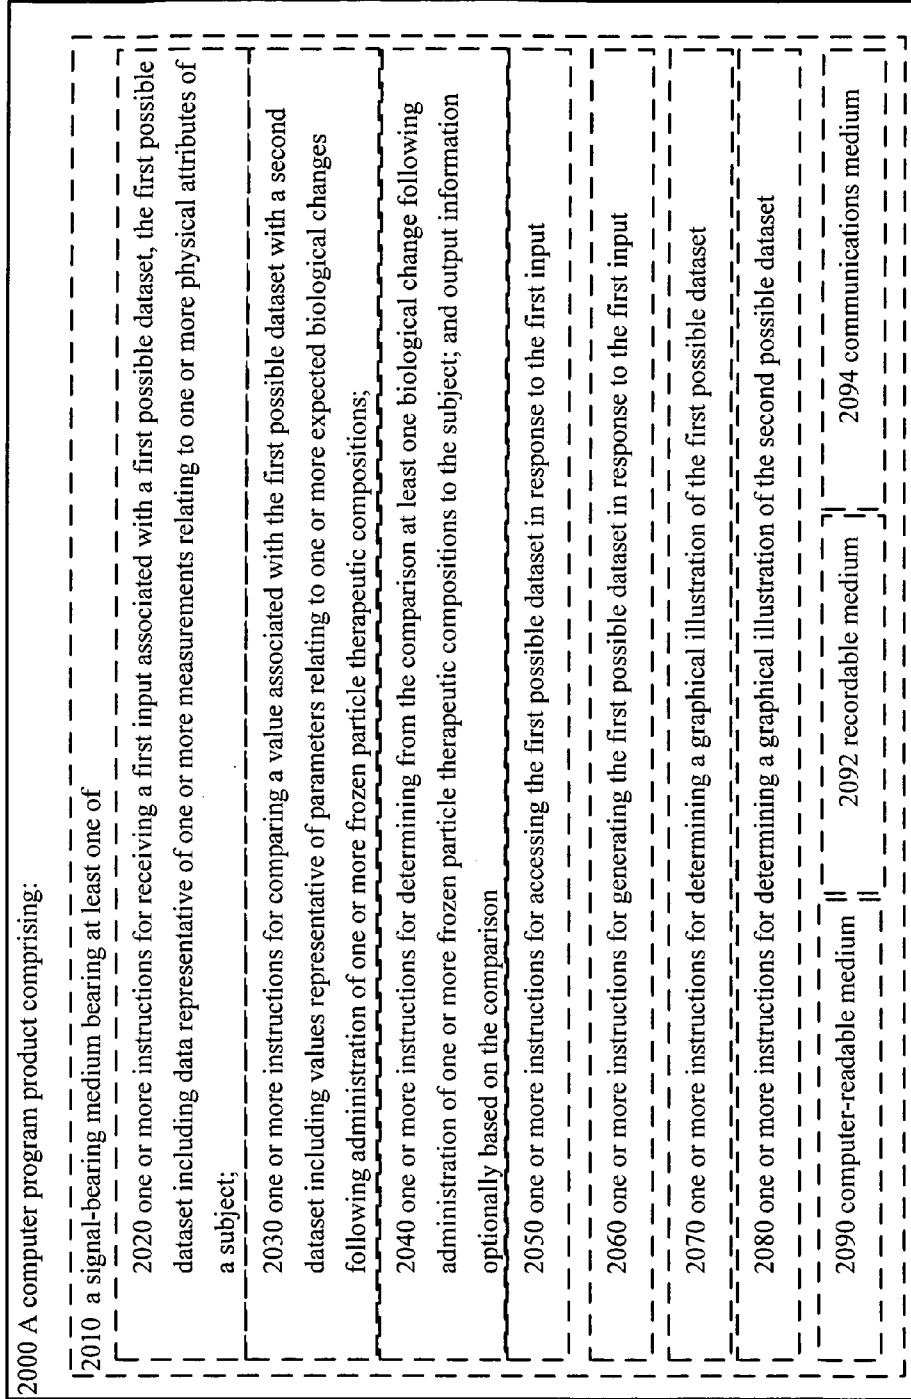 2000 A computer program product comprising:
2010 a signal-bearing medium bearing at least one of
2020 one or more instructions for receiving a first input associated with a first possible dataset, the first possible
dataset including data representative of one or more measurements relating to one or more physical attributes of
a subject;
2030 one or more instructions for comparing a value associated with the first possible dataset with a second
dataset including values representative of parameters relating to one or more expected biological changes
following administration of one or more frozen particle therapeutic compositions;
2040 one or more instructions for determining from the comparison at least one biological change following
administration of one or more frozen particle therapeutic compositions to the subject; and output information
optionally based on the comparison
2050 one or more instructions for accessing the first possible dataset in response to the first input
2060 one or more instructions for generating the first possible dataset in response to the first input
2070 one or more instructions for determining a graphical illustration of the first possible dataset
2080 one or more instructions for determining a graphical illustration of the second possible dataset
2090 computer-readable medium
2092 recordable medium
2094 communications medium